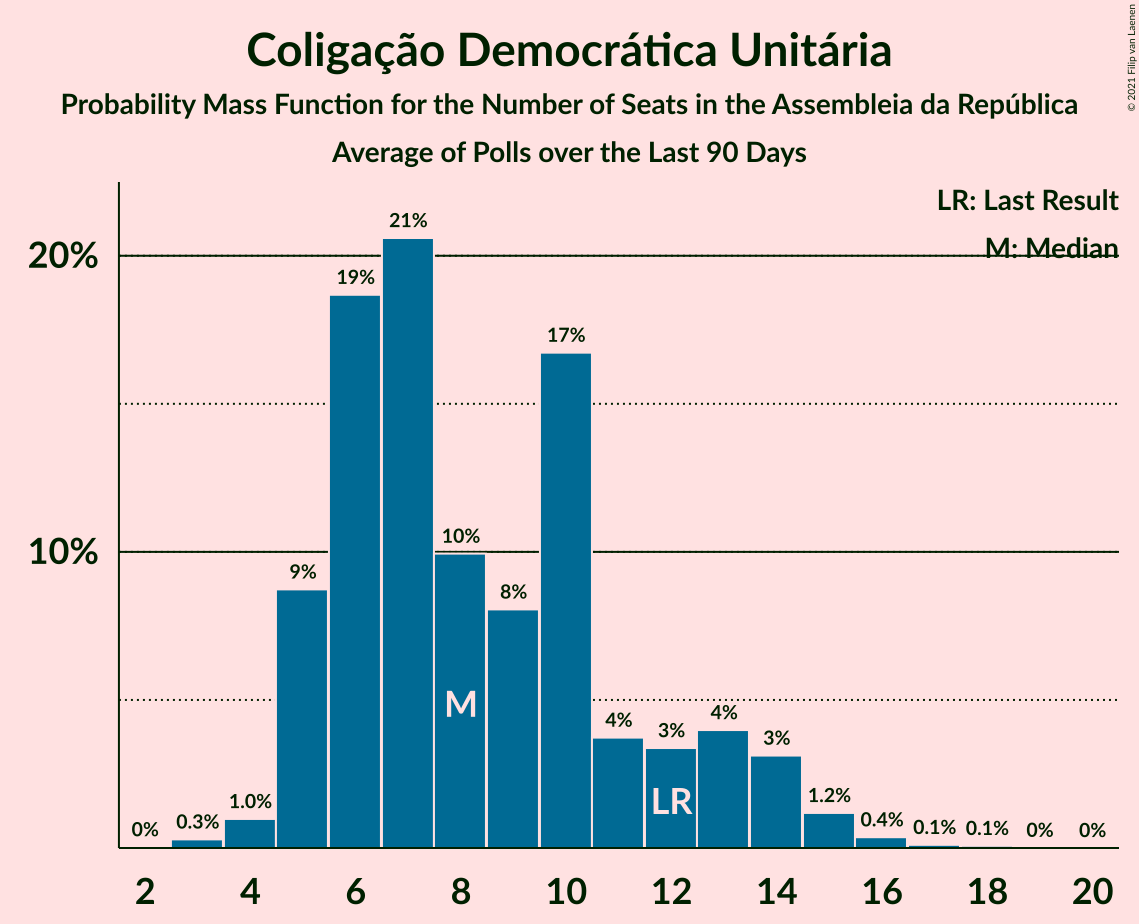 Coligação Democrática Unitária
Probability Mass Function for the Number of Seats in the Assembleia da República
Average of Polls over the Last 90 Days
© 2021 Filip van Laenen
LR: Last Result
M: Median
20%
10%
0%
0.3%
1.0%
9%
19%
21%
10%
8%
17%
4%
3%
4%
3%
1.2%
0.4%
0.1%
0.1%
0%
0%
M
LR
2 4 6 8 10 12 14 16 18 20